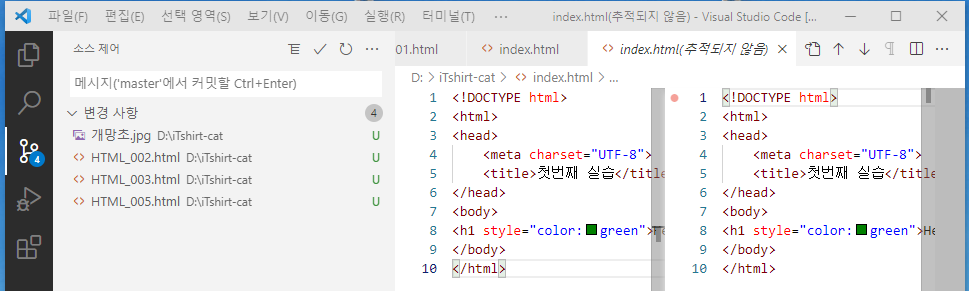 파일(F) 편집(E) 선택 영역(S) 보기(V) 이동(G) 실행(R) 터미널(T) ··· index.html(추적되지 않음) - Visual Studio Code [...
소스 제어
메시지('master'에서 커밋할 Ctrl+Enter)
변경 사항 4
개망초.jpg D:\iTshirt-cat U
HTML_002.html D:\iTshirt-cat U
HTML_003.html D:\iTshirt-cat U
HTML_005.html D:\iTshirt-cat U
4
01.html <> index.html <> index.html(추적되지 않음)
D: > iTshirt-cat > <> index.html > ...
1 <!DOCTYPE html>
2 <html>
3 <head>
4 <meta charset="UTF-8">
5 <title>첫번째 실습</title
6 </head>
7 <body>
8 <h1 style="color:green">He
9 </body>
10 </html>
1 <!DOCTYPE html>
2 <html>
3 <head>
4 <meta charset="UTF-8">
5 <title>첫번째 실습</title
6 </head>
7 <body>
8 <h1 style="color:green">He
9 </body>
10 </html>